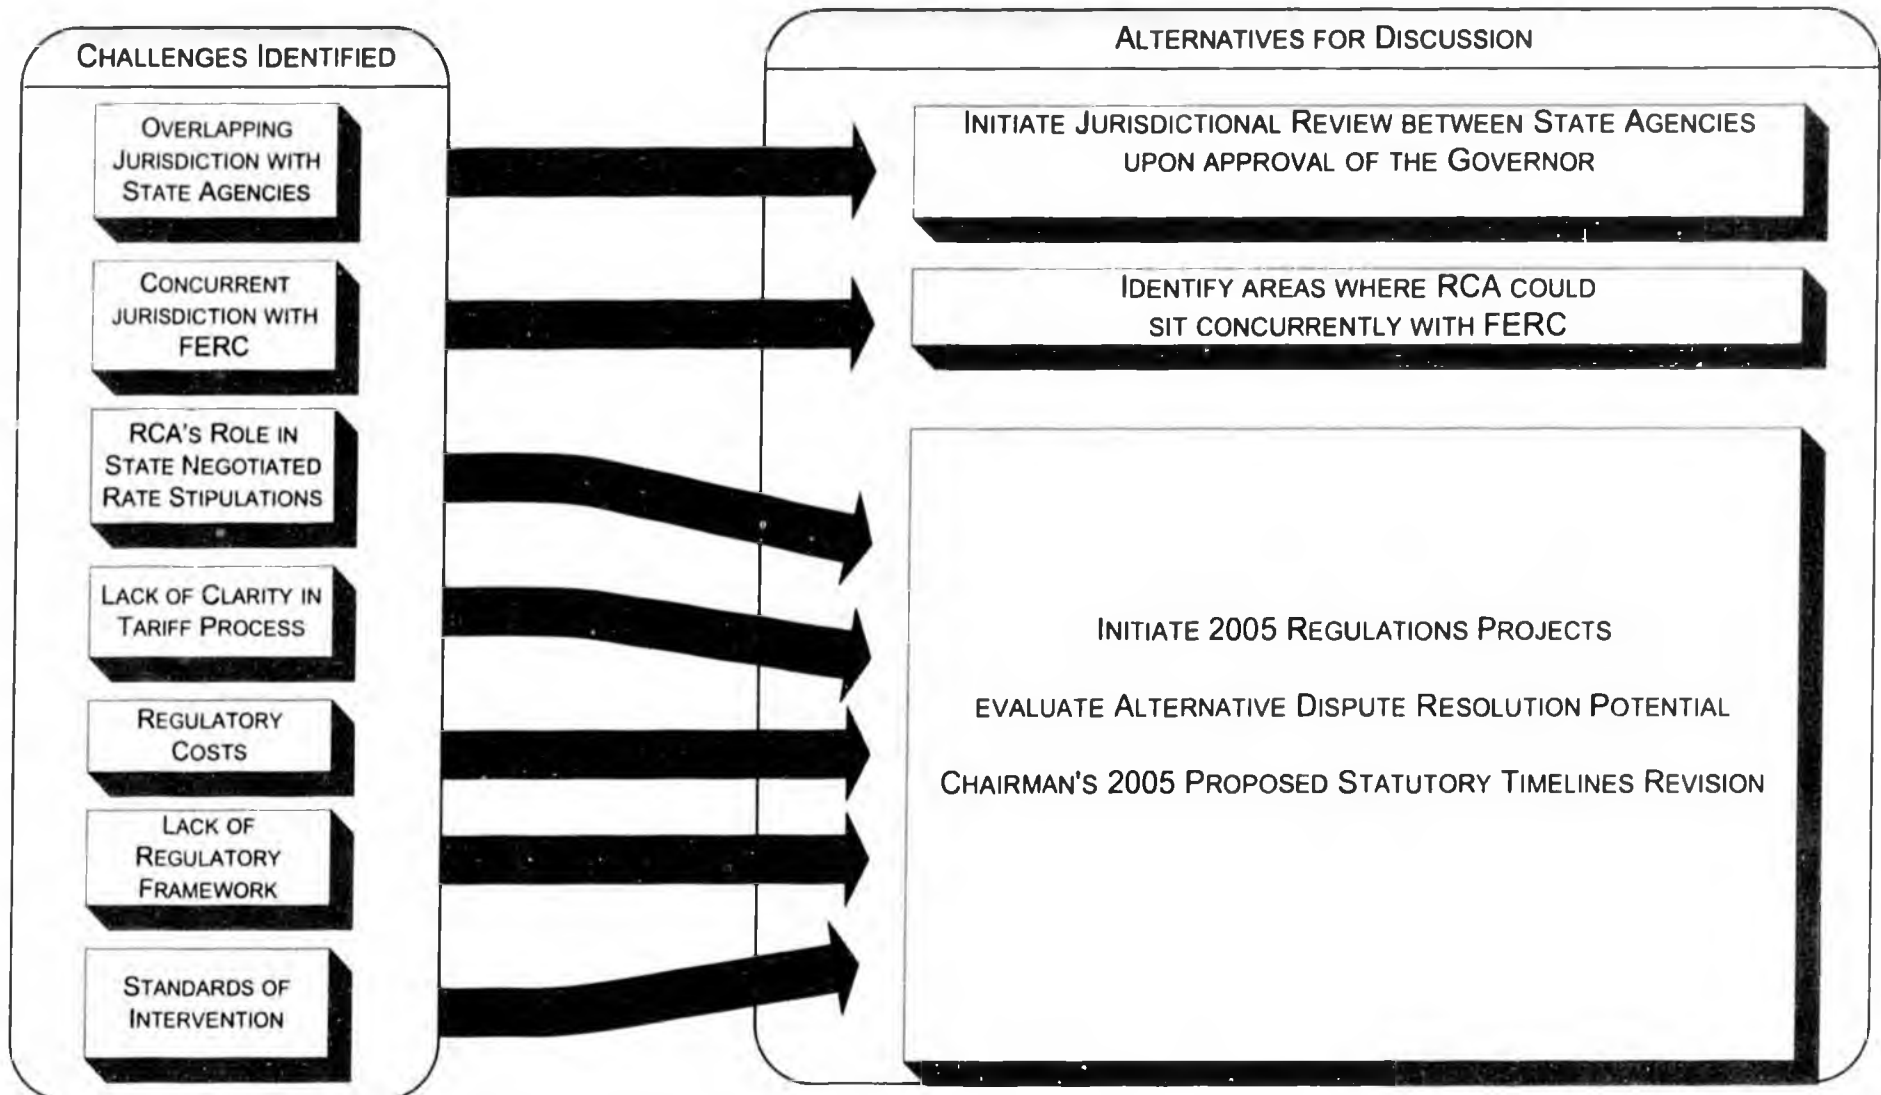 CHALLENGES IDENTIFIED
OVERLAPPING
JURISDICTION WITH
STATE AGENCIES
CONCURRENT
JURISDICTION WITH
FERC
RCA'S ROLE IN
STATE NEGOTIATED
RATE STIPULATIONS
LACK OF CLARITY IN
TARIFF PROCESS
REGULATORY
COSTS
LACK OF
REGULATORY
FRAMEWORK
STANDARDS OF
INTERVENTION
ALTERNATIVES FOR DISCUSSION
INITIATE JURISDICTIONAL REVIEW BETWEEN STATE AGENCIES
UPON APPROVAL OF THE GOVERNOR
IDENTIFY AREAS WHERE RCA COULD
SIT CONCURRENTLY WITH FERC
INITIATE 2005 REGULATIONS PROJECTS
EVALUATE ALTERNATIVE DISPUTE RESOLUTION POTENTIAL
CHAIRMAN'S 2005 PROPOSED STATUTORY TIMELINES REVISION